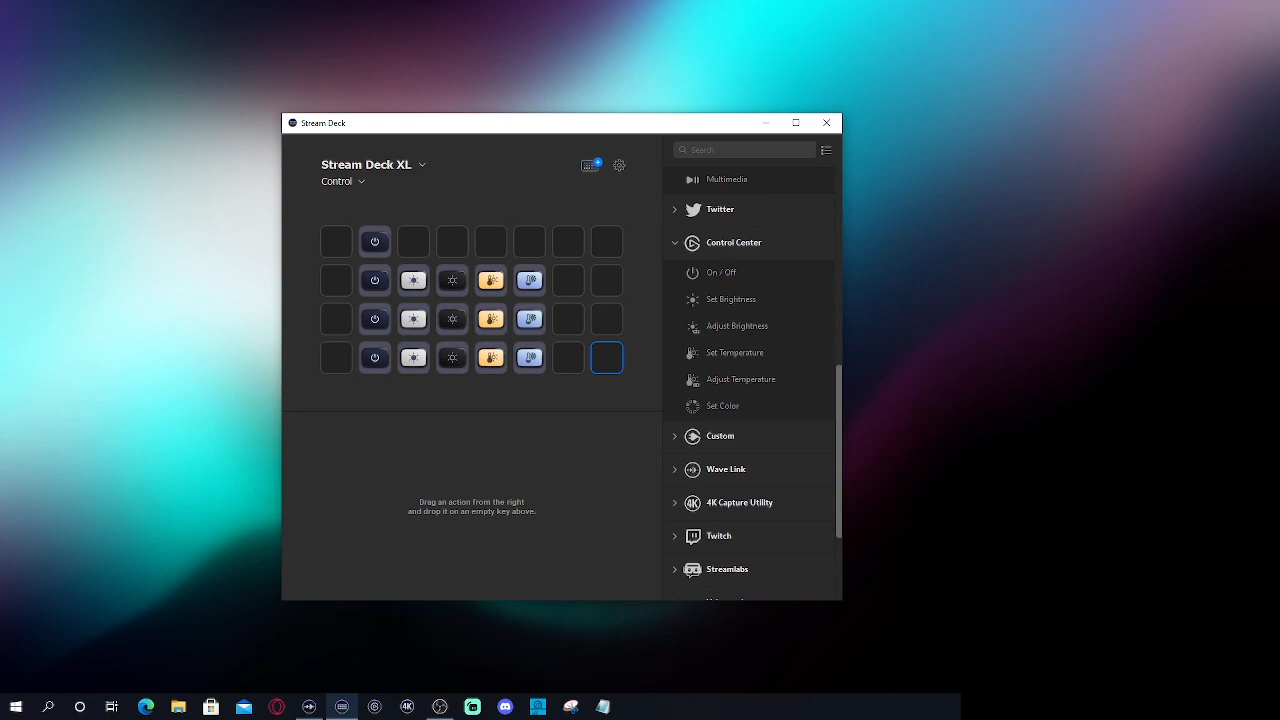 Stream Deck
Stream Deck XL
Control
Search
Multimedia
Twitter
Control Center
On / Off
Set Brightness
Adjust Brightness
Set Temperature
Adjust Temperature
Set Color
Custom
Wave Link
4K Capture Utility
Twitch
Streamlabs
Drag an action from the right
and drop it on an empty key above.